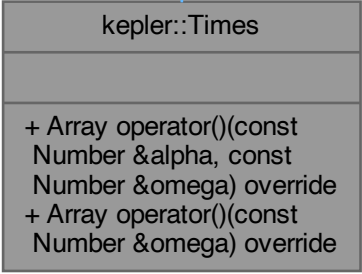 kepler::Times
+ Array operator()(const
Number &alpha, const
Number &omega) override
+ Array operator()(const
Number &omega) override